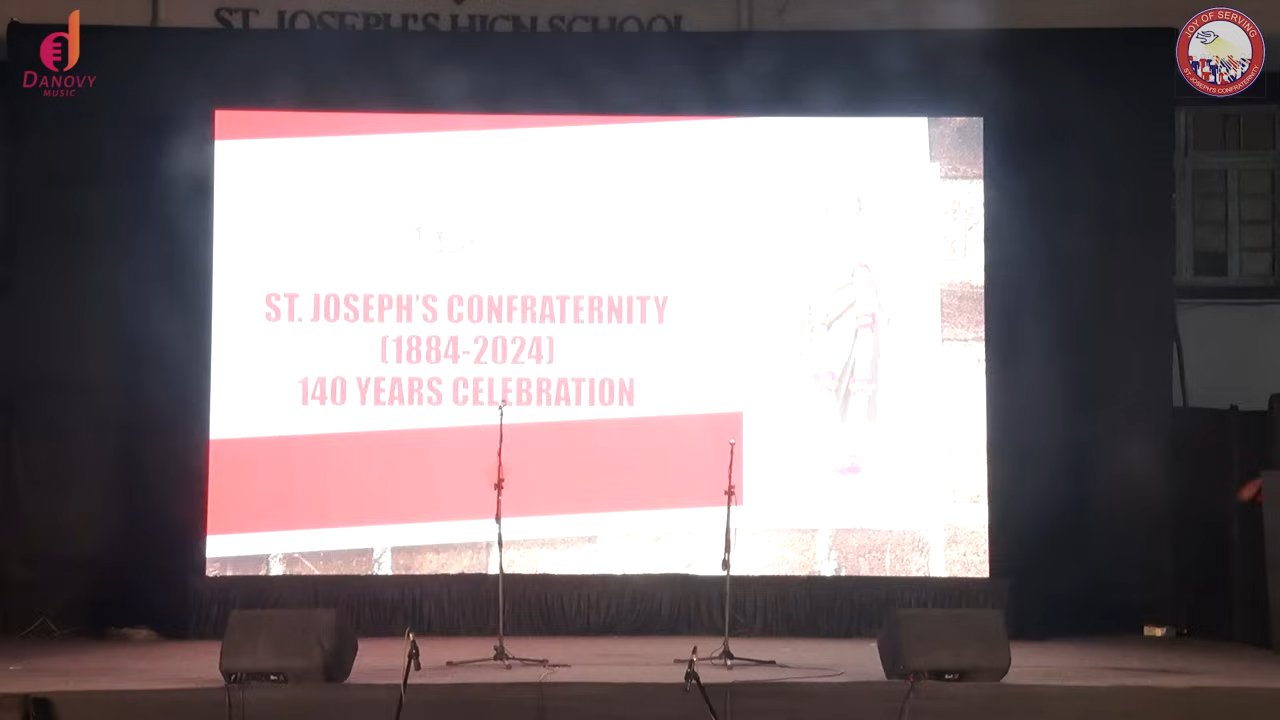 ST. JOSEPH'S HIGH SCHOOL
DANOVY
MUSIC
JOY OF SERVING
ST. JOSEPH'S CONFRATERNITY
ST. JOSEPH'S CONFRATERNITY
(1884-2024)
140 YEARS CELEBRATION